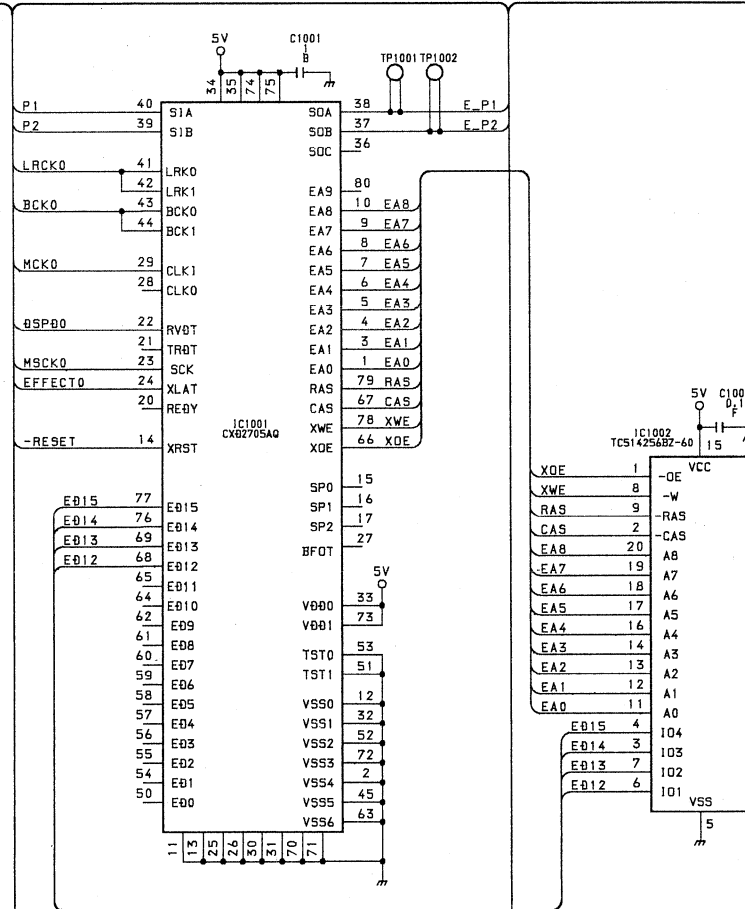 5V
C1001
1
B
34
35
74
75
TP1001 TP1002
P1 40 SIA
P2 39 SIB
LRCK0 41 LRK0
42 LRK1
BCK0 43 BCK0
44 BCK1
MCK0 29 CLKI
28 CLKO
DSPD0 22 RVDT
21 TRDT
MSCK0 23 SCK
EFFECT0 24 XLAT
20 REDY
-RESET 14 XRST
IC1001
CXD2705AQ
ED15 77 ED15
ED14 76 ED14
ED13 69 ED13
ED12 68 ED12
65 ED11
64 ED10
62 ED9
61 ED8
60 ED7
59 ED6
58 ED5
57 ED4
56 ED3
55 ED2
54 ED1
50 ED0
SOA 38 E_P1
SOB 37 E_P2
SOC 36
EA9 80
EA8 10 EA8
EA7 9 EA7
EA6 8 EA6
EA5 7 EA5
EA4 6 EA4
EA3 5 EA3
EA2 4 EA2
EA1 3 EA1
EA0 1 EA0
RAS 79 RAS
CAS 67 CAS
XWE 78 XWE
XOE 66 XOE
SP0 15
SP1 16
SP2 17
BFOT 27
5V
VDD0 33
VDD1 73
TST0 53
TST1 51
VSS0 12
VSS1 32
VSS2 52
VSS3 72
VSS4 2
VSS5 45
VSS6 63
11
13
25
26
30
31
70
71
5V
C100
0.1
F
IC1002
TC514256BZ-60
15
VCC
XOE 1 -OE
XWE 8 -W
RAS 9 -RAS
CAS 2 -CAS
EA8 20 A8
EA7 19 A7
EA6 18 A6
EA5 17 A5
EA4 16 A4
EA3 14 A3
EA2 13 A2
EA1 12 A1
EA0 11 A0
ED15 4 IO4
ED14 3 IO3
ED13 7 IO2
ED12 6 IO1
VSS
5